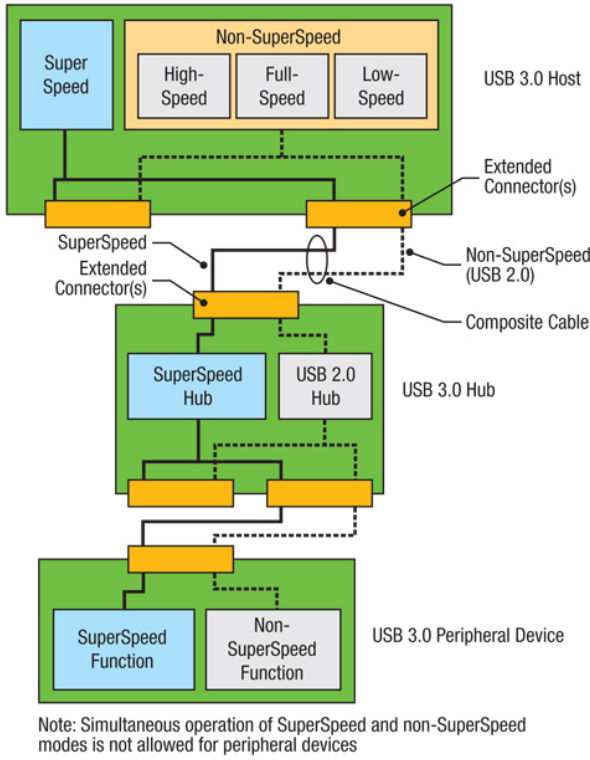 Super
Speed
Non-SuperSpeed
High-
Speed
Full-
Speed
Low-
Speed
USB 3.0 Host
Extended
Connector(s)
SuperSpeed
Extended
Connector(s)
Non-SuperSpeed
(USB 2.0)
Composite Cable
SuperSpeed
Hub
USB 2.0
Hub
USB 3.0 Hub
SuperSpeed
Function
Non-
SuperSpeed
Function
USB 3.0 Peripheral Device
Note: Simultaneous operation of SuperSpeed and non-SuperSpeed
modes is not allowed for peripheral devices